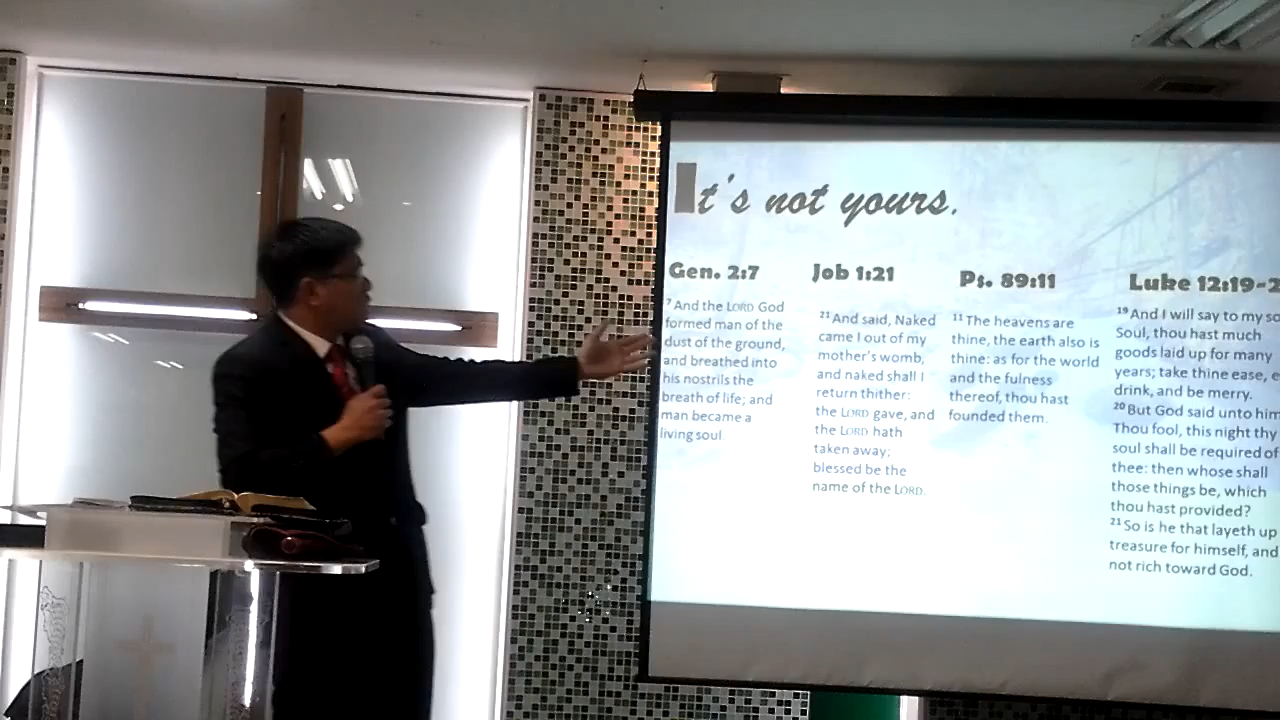 It's not yours.
Gen. 2:7
7 And the LORD God
formed man of the
dust of the ground,
and breathed into
his nostrils the
breath of life; and
man became a
living soul.
Job 1:21
21 And said, Naked
came I out of my
mother's womb,
and naked shall I
return thither:
the LORD gave, and
the LORD hath
taken away;
blessed be the
name of the LORD.
Ps. 89:11
11 The heavens are
thine, the earth also is
thine: as for the world
and the fulness
thereof, thou hast
founded them.
Luke 12:19-2
19 And I will say to my so
Soul, thou hast much
goods laid up for many
years; take thine ease, e
drink, and be merry.
20 But God said unto him
Thou fool, this night thy
soul shall be required of
thee: then whose shall
those things be, which
thou hast provided?
21 So is he that layeth up
treasure for himself, and
not rich toward God.